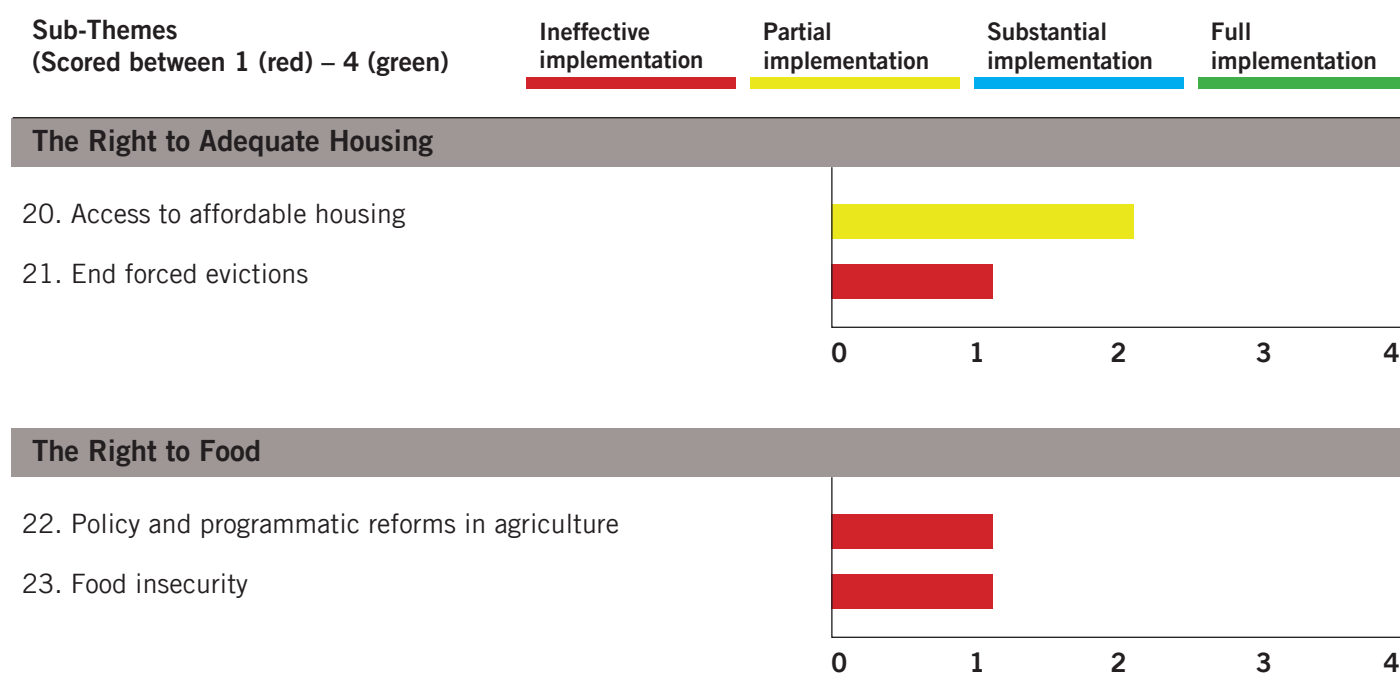 Sub-Themes
(Scored between 1 (red) – 4 (green)
Ineffective
implementation
Partial
implementation
Substantial
implementation
Full
implementation
The Right to Adequate Housing
20. Access to affordable housing
21. End forced evictions
0 1 2 3 4
The Right to Food
22. Policy and programmatic reforms in agriculture
23. Food insecurity
0 1 2 3 4